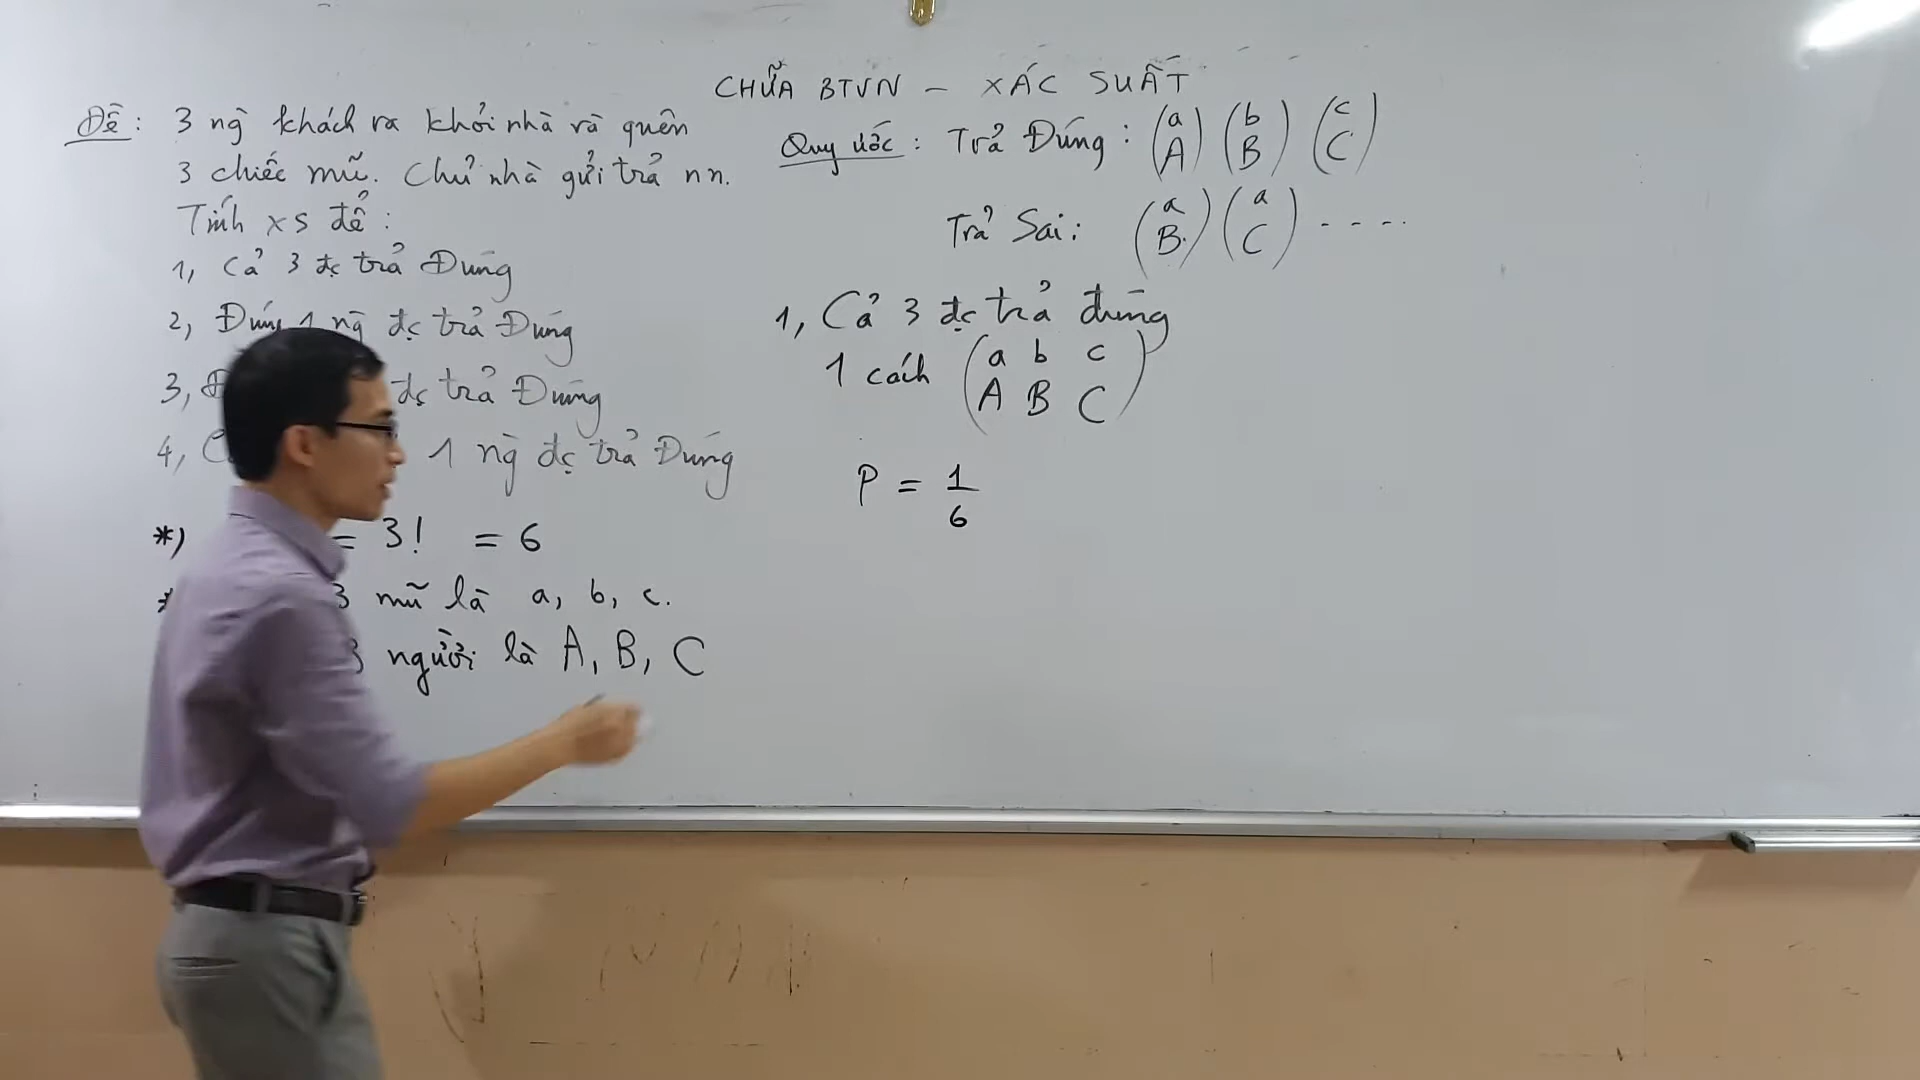 CHỮA BTVN – XÁC SUẤT
Đề: 3 ng` khách ra khỏi nhà và quên
3 chiếc mũ. Chủ nhà gửi trả nn.
Tính xs để:
1, Cả 3 đc trả Đúng
2, Đúng 1 ng` đc trả Đúng
3, Đ đc trả Đúng
4, C 1 ng` đc trả Đúng
*) = 3! = 6
3 mũ là a, b, c.
3 người là A, B, C
Quy ước: Trả Đúng: (a A) (b B) (c C)
Trả Sai: (a B) (a C) - - - -
1, Cả 3 đc trả đúng
1 cách (a b c
A B C)
P = 1/6